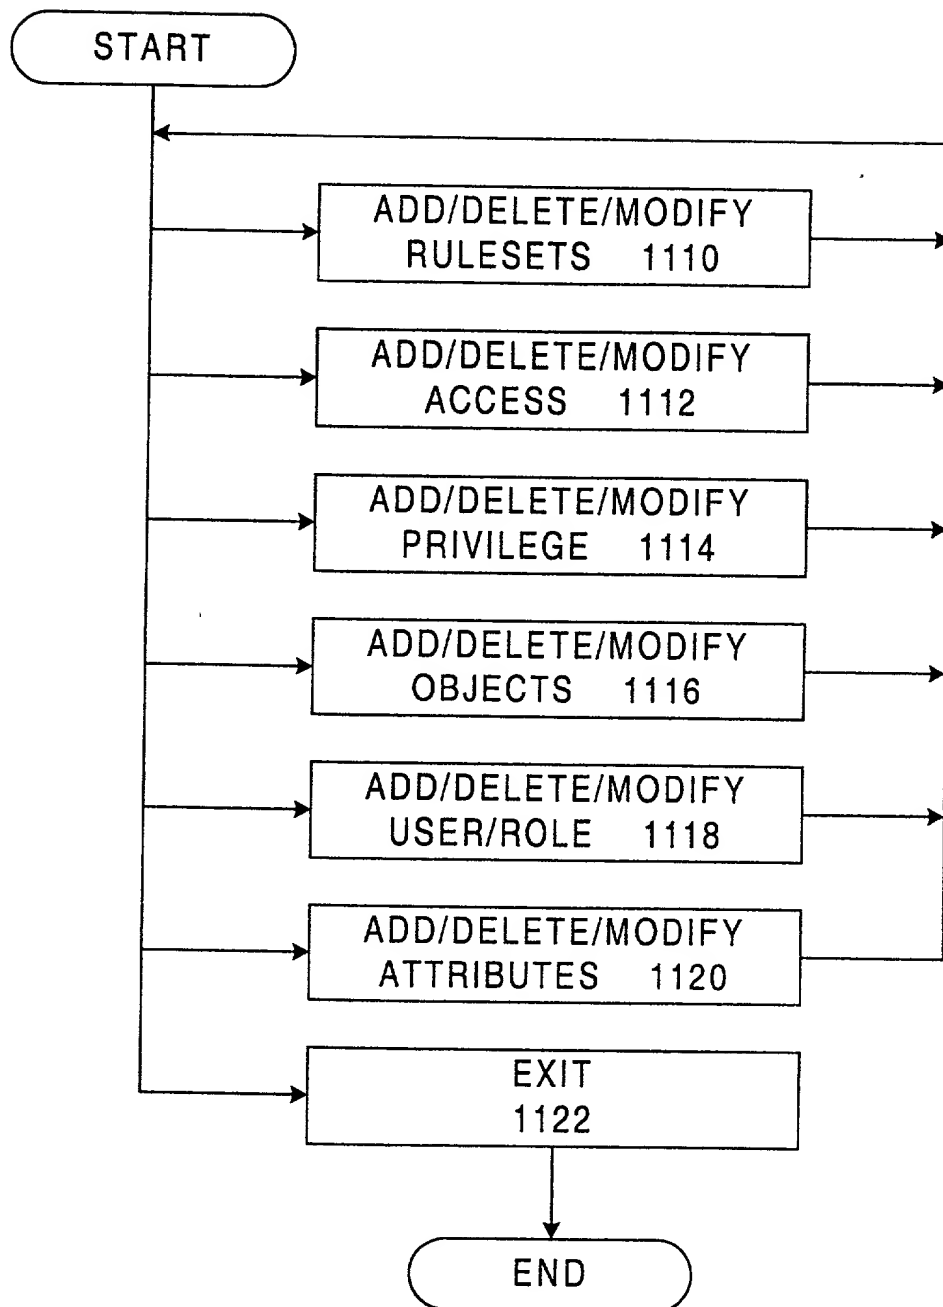 START
ADD/DELETE/MODIFY
RULESETS 1110
ADD/DELETE/MODIFY
ACCESS 1112
ADD/DELETE/MODIFY
PRIVILEGE 1114
ADD/DELETE/MODIFY
OBJECTS 1116
ADD/DELETE/MODIFY
USER/ROLE 1118
ADD/DELETE/MODIFY
ATTRIBUTES 1120
EXIT
1122
END